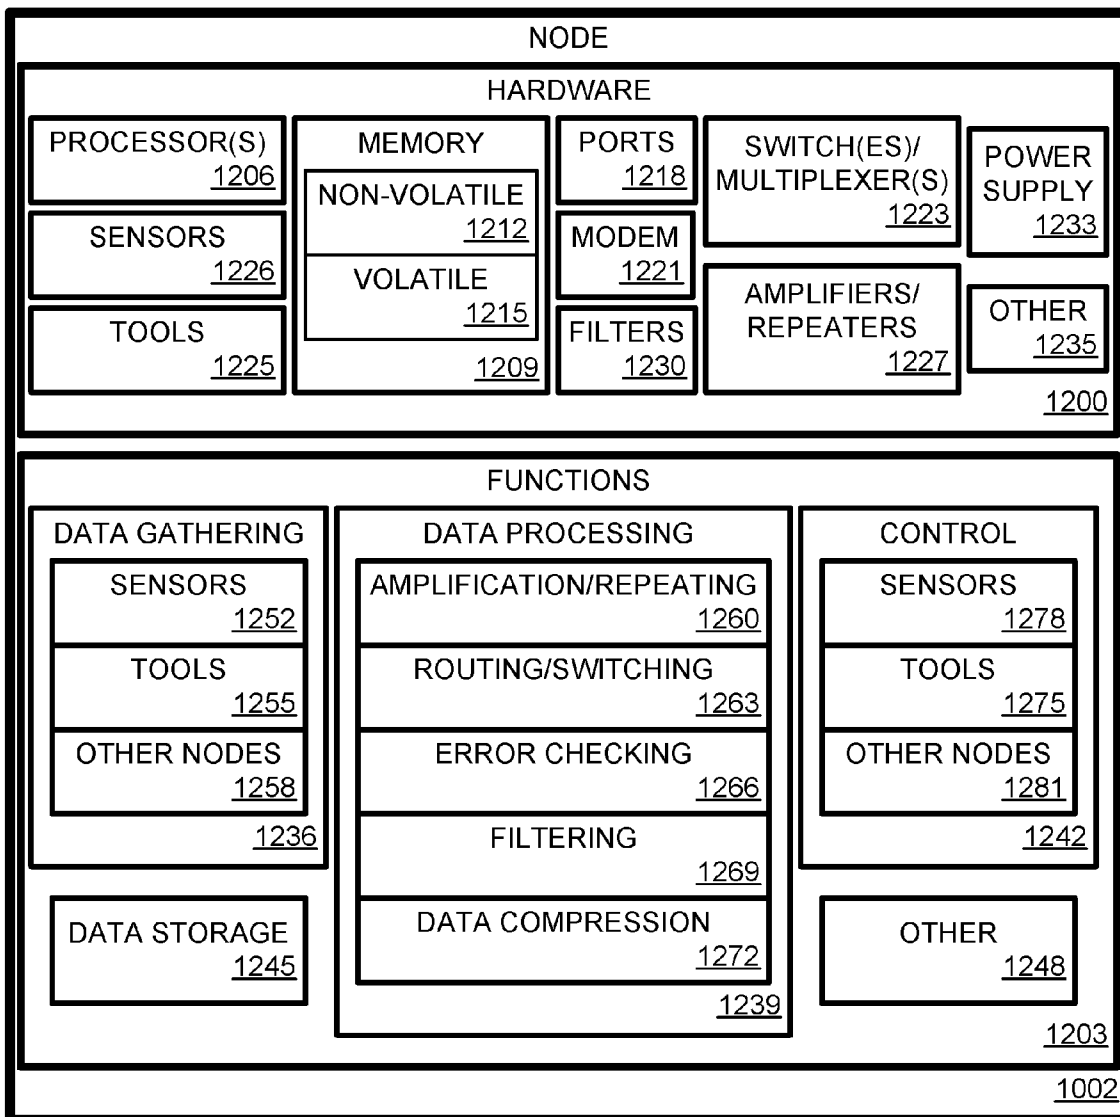 NODE
HARDWARE
PROCESSOR(S)
1206
SENSORS
1226
TOOLS
1225
MEMORY
NON-VOLATILE
1212
VOLATILE
1215
1209
PORTS
1218
MODEM
1221
FILTERS
1230
SWITCH(ES)/
MULTIPLEXER(S)
1223
AMPLIFIERS/
REPEATERS
1227
POWER
SUPPLY
1233
OTHER
1235
1200
FUNCTIONS
DATA GATHERING
SENSORS
1252
TOOLS
1255
OTHER NODES
1258
1236
DATA STORAGE
1245
DATA PROCESSING
AMPLIFICATION/REPEATING
1260
ROUTING/SWITCHING
1263
ERROR CHECKING
1266
FILTERING
1269
DATA COMPRESSION
1272
1239
CONTROL
SENSORS
1278
TOOLS
1275
OTHER NODES
1281
1242
OTHER
1248
1203
1002